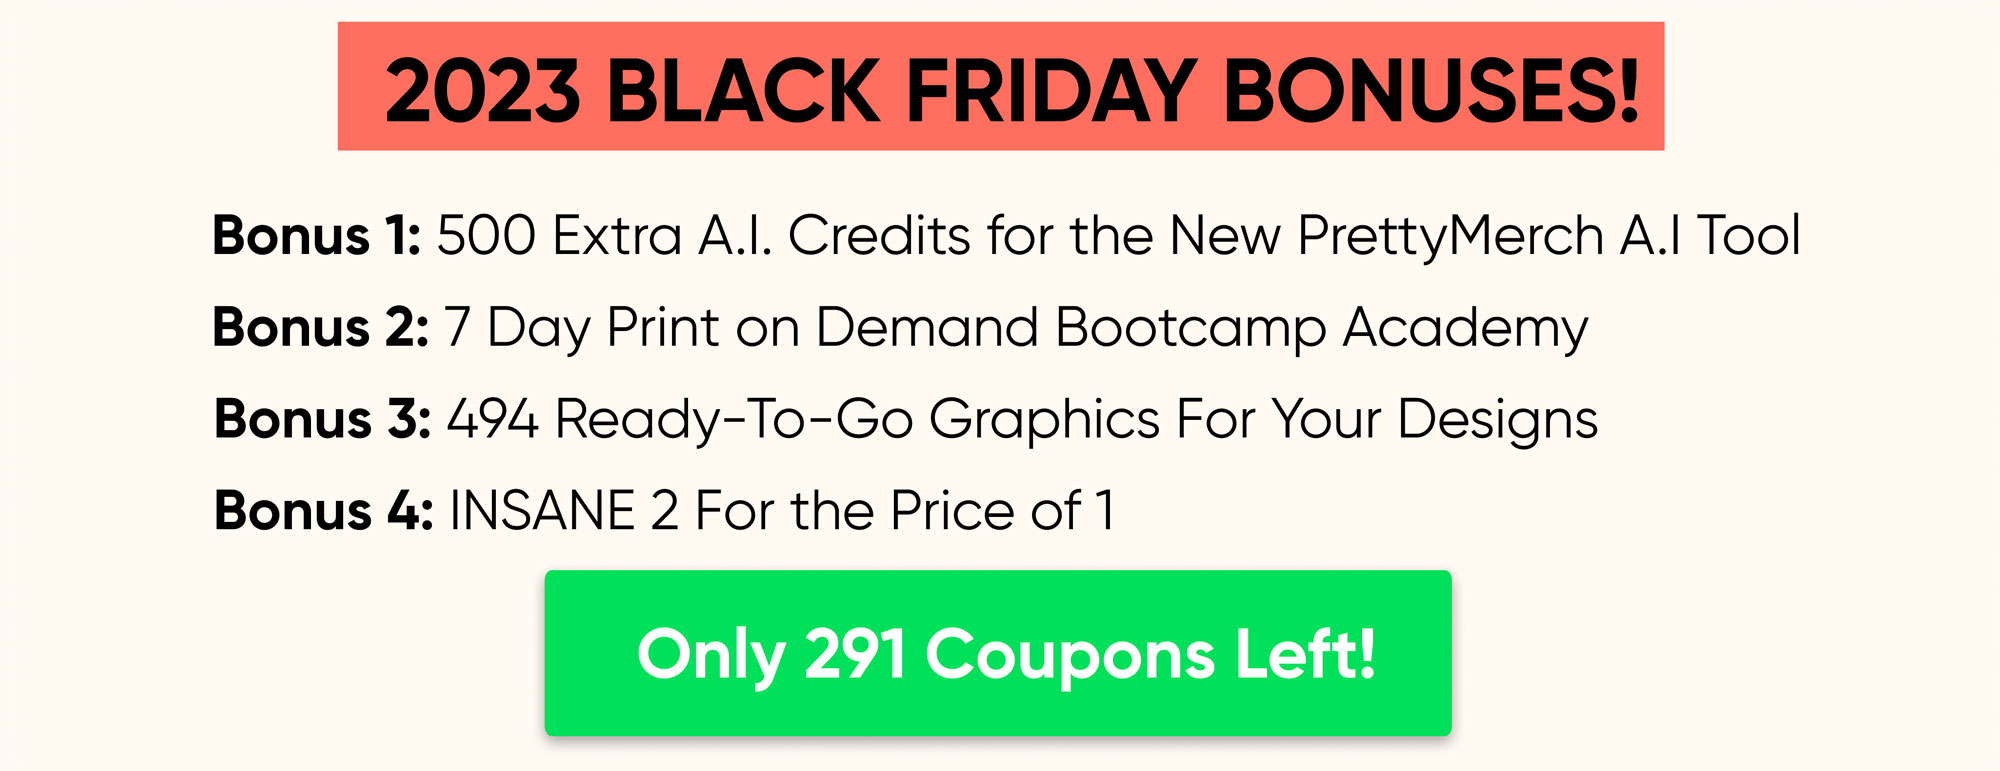 2023 BLACK FRIDAY BONUSES!
Bonus 1: 500 Extra A.I. Credits for the New PrettyMerch A.I Tool
Bonus 2: 7 Day Print on Demand Bootcamp Academy
Bonus 3: 494 Ready-To-Go Graphics For Your Designs
Bonus 4: INSANE 2 For the Price of 1
Only 291 Coupons Left!